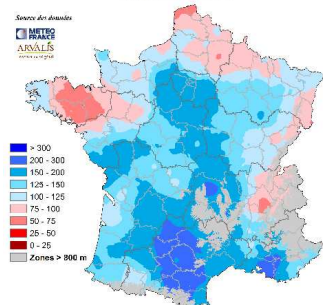 Source des données
METEO
FRANCE
ARVALIS
> 300
200 - 300
150 - 200
125 - 150
100 - 125
75 - 100
50 - 75
25 - 50
0 - 25
Zones > 800 m